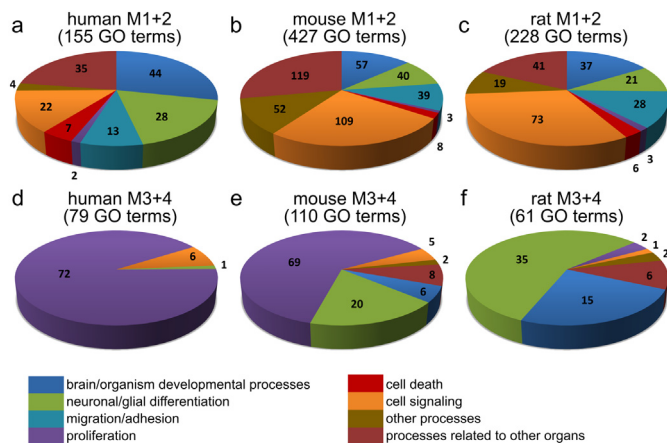 a human M1+2
(155 GO terms)
35
44
4
22
7
2
13
28
b mouse M1+2
(427 GO terms)
57
119
40
39
52
3
109
8
c rat M1+2
(228 GO terms)
41
37
19
21
28
73
3
6
d human M3+4
(79 GO terms)
72
6
1
e mouse M3+4
(110 GO terms)
5
69
2
8
6
20
f rat M3+4
(61 GO terms)
2
1
35
2
6
15
brain/organism developmental processes
neuronal/glial differentiation
migration/adhesion
proliferation
cell death
cell signaling
other processes
processes related to other organs